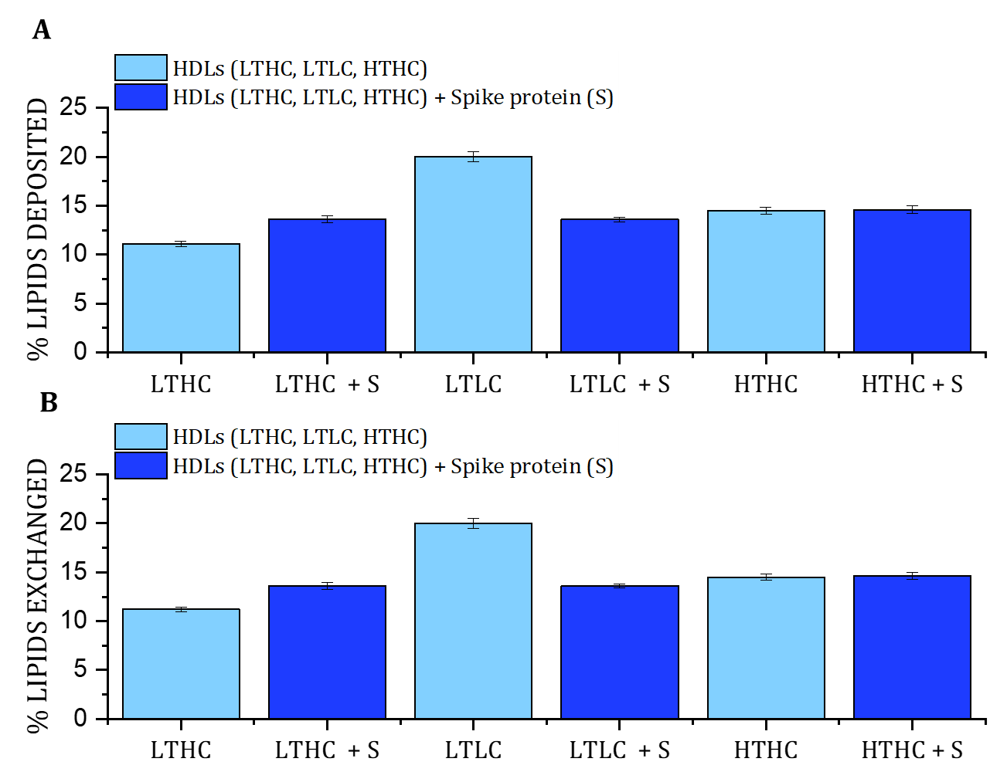 A
HDLs (LTHC, LTLC, HTHC)
HDLs (LTHC, LTLC, HTHC) + Spike protein (S)
% LIPIDS DEPOSITED
25
20
15
10
5
0
LTHC
LTHC + S
LTLC
LTLC + S
HTHC
HTHC + S
B
HDLs (LTHC, LTLC, HTHC)
HDLs (LTHC, LTLC, HTHC) + Spike protein (S)
% LIPIDS EXCHANGED
25
20
15
10
5
0
LTHC
LTHC + S
LTLC
LTLC + S
HTHC
HTHC + S